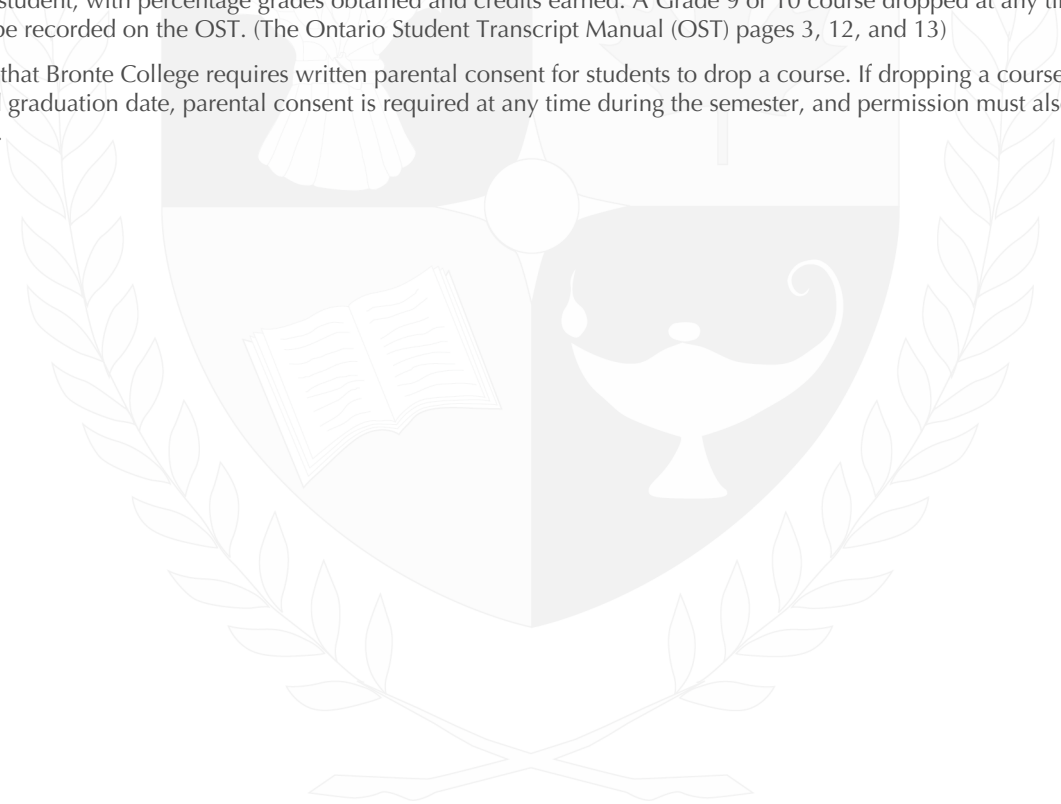 student, with percentage grades obtained and credits earned. A Grade 9 or 10 course dropped at any
be recorded on the OST. (The Ontario Student Transcript Manual (OST) pages 3, 12, and 13)
that Bronte College requires written parental consent for students to drop a course. If dropping a course
graduation date, parental consent is required at any time during the semester, and permission must